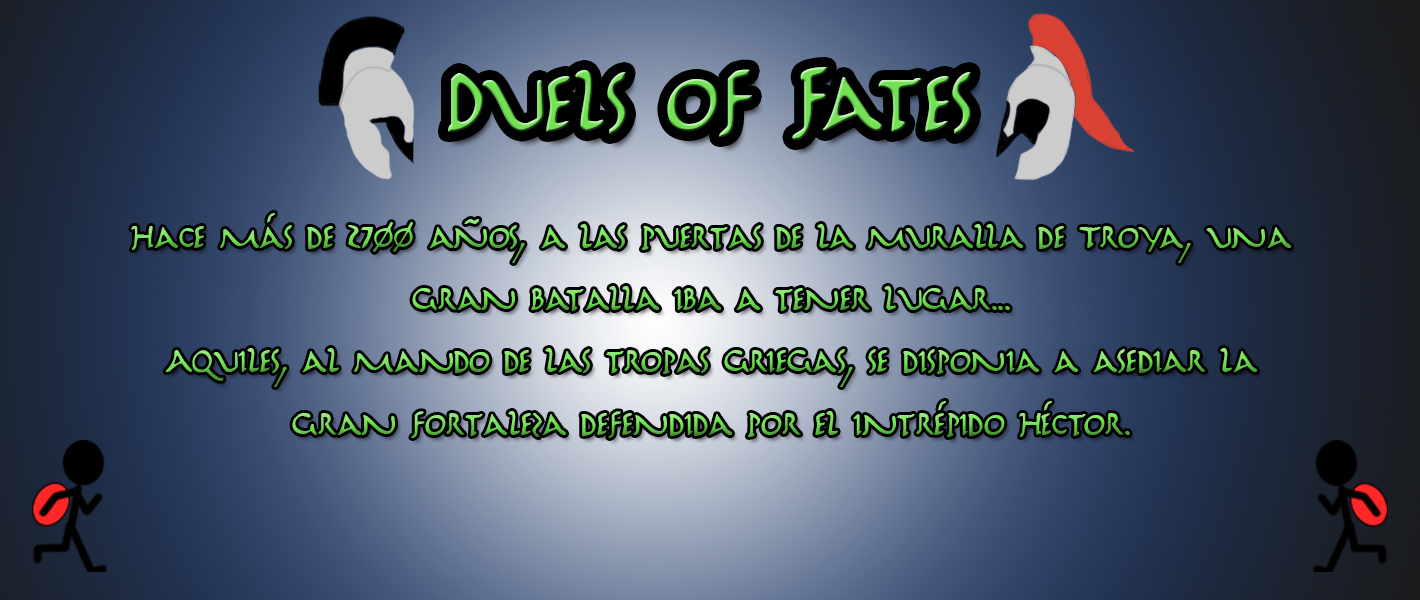 DUELS OF FATES
HACE MÁS DE 2700 AÑOS, A LAS PUERTAS DE LA MURALLA DE TROYA, UNA
GRAN BATALLA IBA A TENER LUGAR...
AQUILES, AL MANDO DE LAS TROPAS GRIEGAS, SE DISPONIA A ASEDIAR LA
GRAN FORTALEZA DEFENDIDA POR EL INTRÉPIDO HÉCTOR.